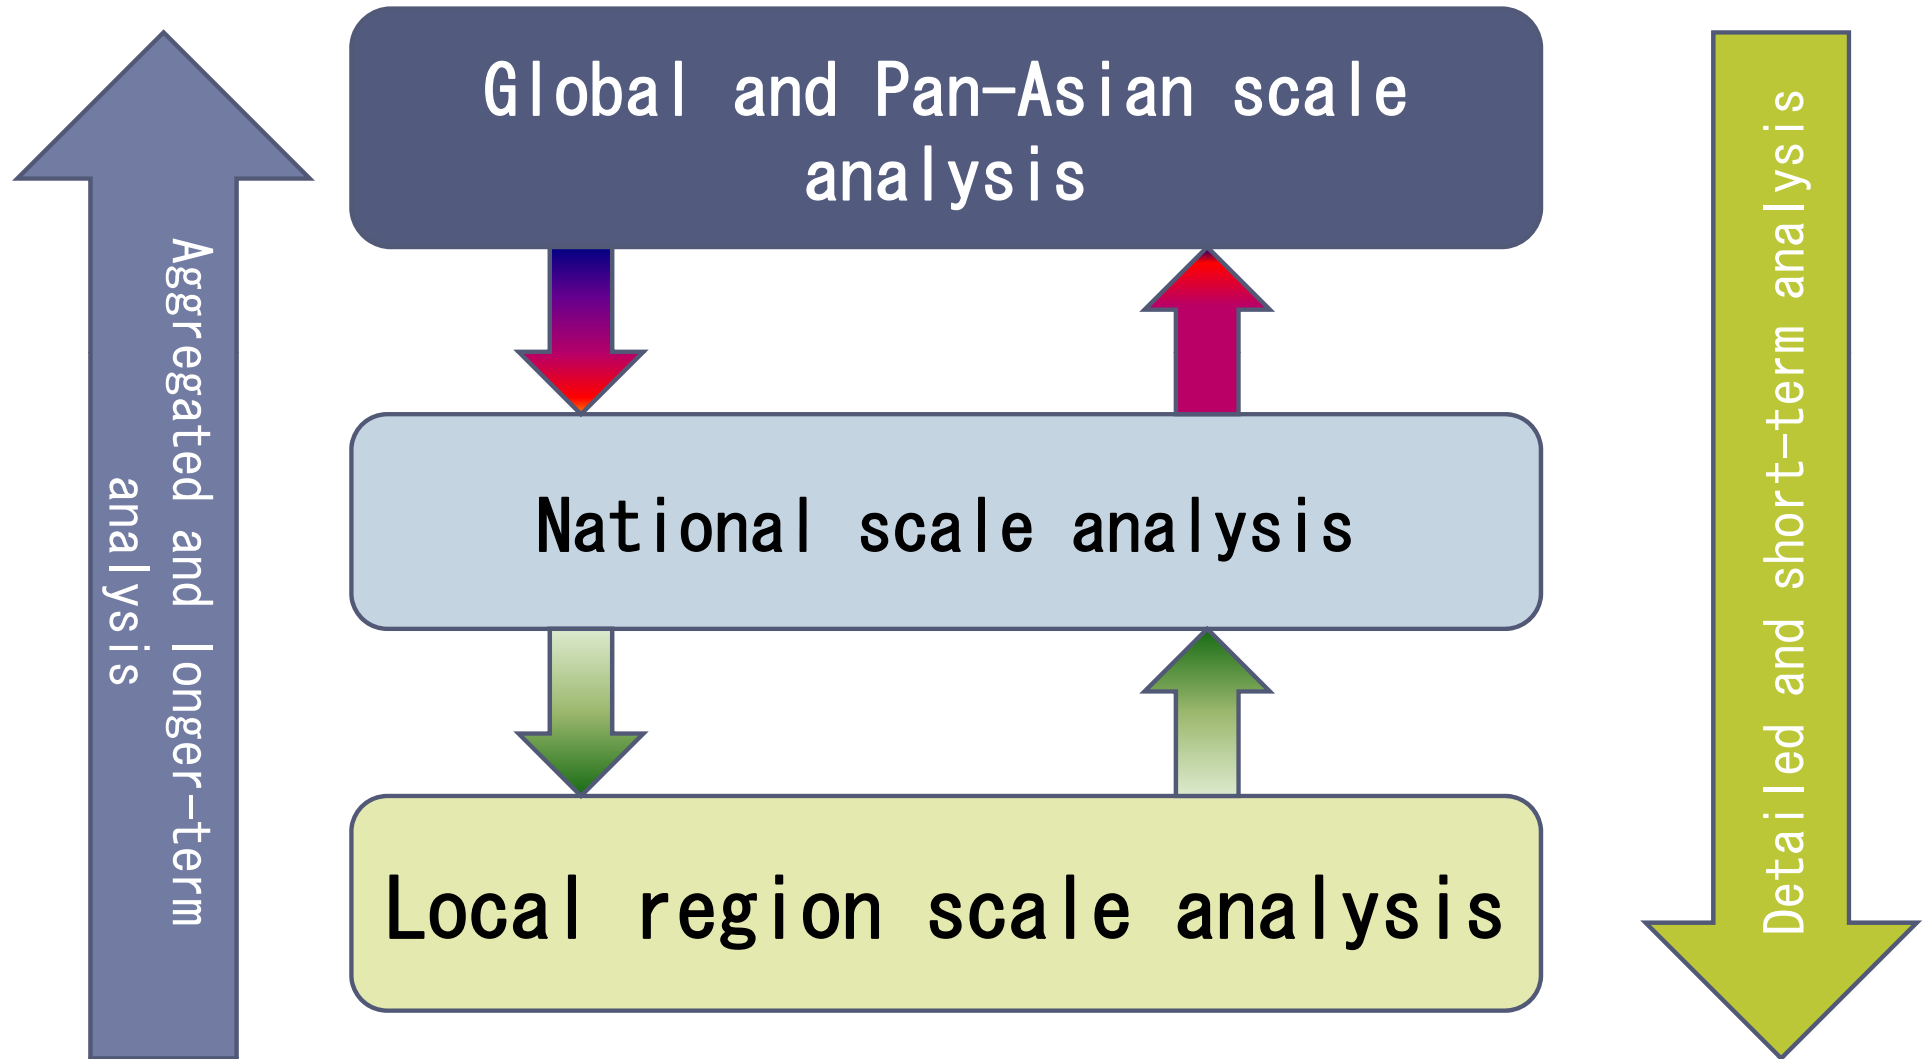 Global and Pan-Asian scale
analysis
Aggregated and longer-term
analysis
National scale analysis
Local region scale analysis
Detailed and short-term analysis